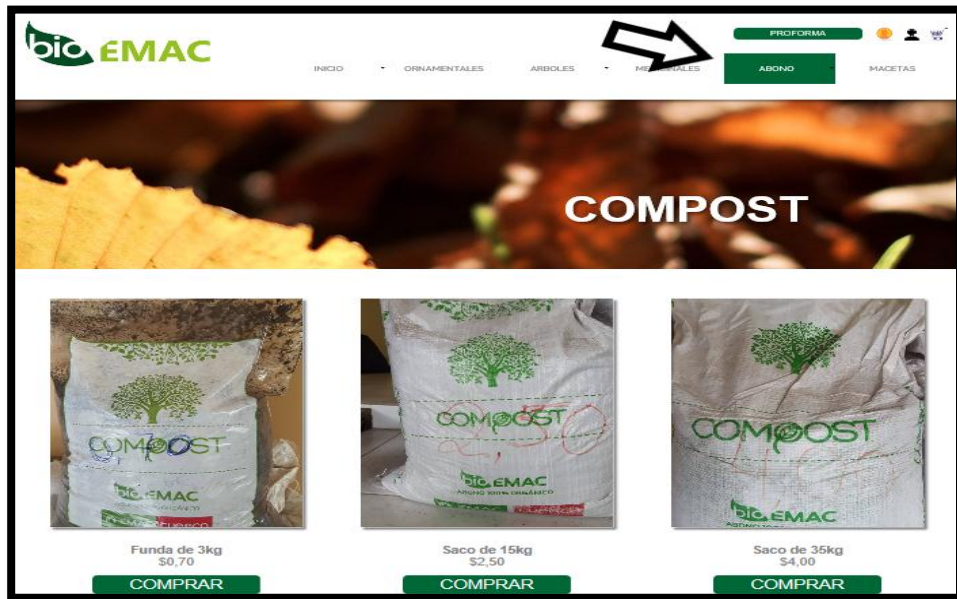 bio EMAC
PROFORMA
INICIO
ORNAMENTALES
ARBOLES
ABONO
MACETAS
COMPOST
COMPOST
bio EMAC
COMPOST
2,50
bio EMAC
ABONO 100% ORGÁNICO
COMPOST
bio EMAC
Funda de 3kg
$0,70
COMPRAR
Saco de 15kg
$2,50
COMPRAR
Saco de 35kg
$4,00
COMPRAR